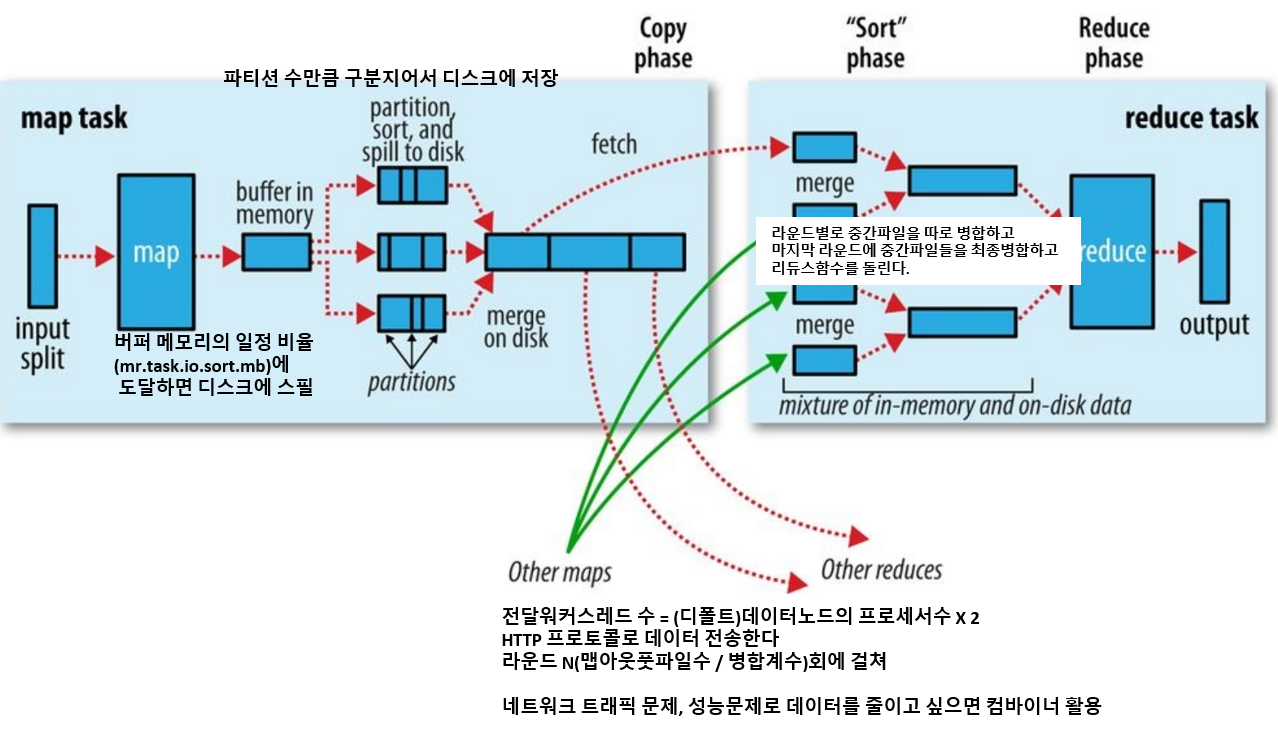 Copy
phase
“Sort”
phase
Reduce
phase
파티션 수만큼 구분지어서 디스크에 저장
map task
partition,
sort, and
spill to disk
fetch
reduce task
buffer in
memory
merge
map
라운드별로 중간파일을 따로 병합하고
마지막 라운드에 중간파일들을 최종병합하고
리듀스함수를 돌린다.
reduce
input
split
버퍼 메모리의 일정 비율
(mr.task.io.sort.mb)에
도달하면 디스크에 스필
merge
on disk
merge
output
partitions
mixture of in-memory and on-disk data
Other maps
Other reduces
전달워커스레드 수 = (디폴트)데이터노드의 프로세서수 X 2
HTTP 프로토콜로 데이터 전송한다
라운드 N(맵아웃풋파일수 / 병합계수)회에 걸쳐
네트워크 트래픽 문제, 성능문제로 데이터를 줄이고 싶으면 컴바이너 활용